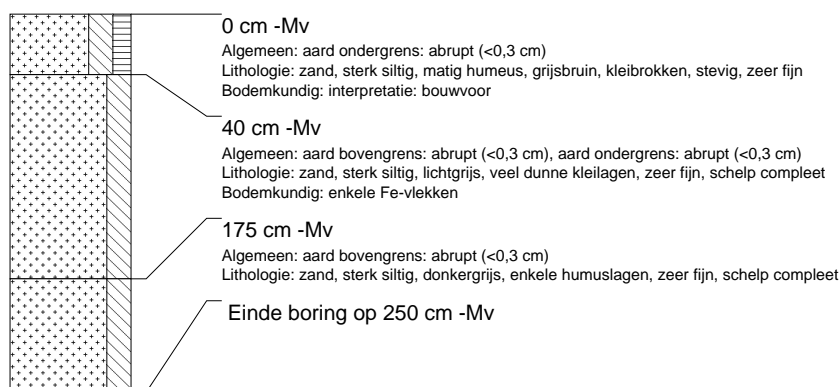 0 cm -Mv
Algemeen: aard ondergrens: abrupt (<0,3 cm)
Lithologie: zand, sterk siltig, matig humeus, grijsbruin, kleibrokken, stevig, zeer fijn
Bodemkundig: interpretatie: bouwvoor
40 cm -Mv
Algemeen: aard bovengrens: abrupt (<0,3 cm), aard ondergrens: abrupt (<0,3 cm)
Lithologie: zand, sterk siltig, lichtgrijs, veel dunne kleilagen, zeer fijn, schelp compleet
Bodemkundig: enkele Fe-vlekken
175 cm -Mv
Algemeen: aard bovengrens: abrupt (<0,3 cm)
Lithologie: zand, sterk siltig, donkergrijs, enkele humuslagen, zeer fijn, schelp compleet
Einde boring op 250 cm -Mv